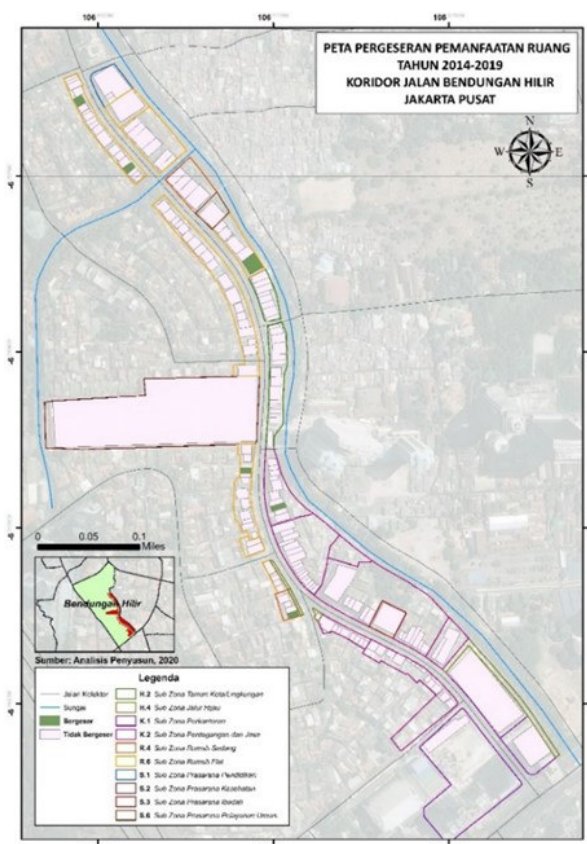 PETA PERGESERAN PEMANFAATAN RUANG
TAHUN 2014-2019
KORIDOR JALAN BENDUNGAN HILIR
JAKARTA PUSAT
N
W E
S
0 0.05 0.1
Miles
Bendungan Hilir
Sumber: Analisis Penyusun, 2020
Legenda
Jalan Kolektor
Sungai
Bergeser
Tidak Bergeser
H.2 Sub Zona Taman Kota/Lingkungan
H.4 Sub Zona Jalur Hijau
K.1 Sub Zona Perkantoran
K.2 Sub Zona Perdagangan dan Jasa
R.4 Sub Zona Rumah Sedang
R.6 Sub Zona Rumah Flat
S.1 Sub Zona Prasarana Pendidikan
S.2 Sub Zona Prasarana Kesehatan
S.3 Sub Zona Prasarana Ibadah
S.6 Sub Zona Prasarana Pelayanan Umum